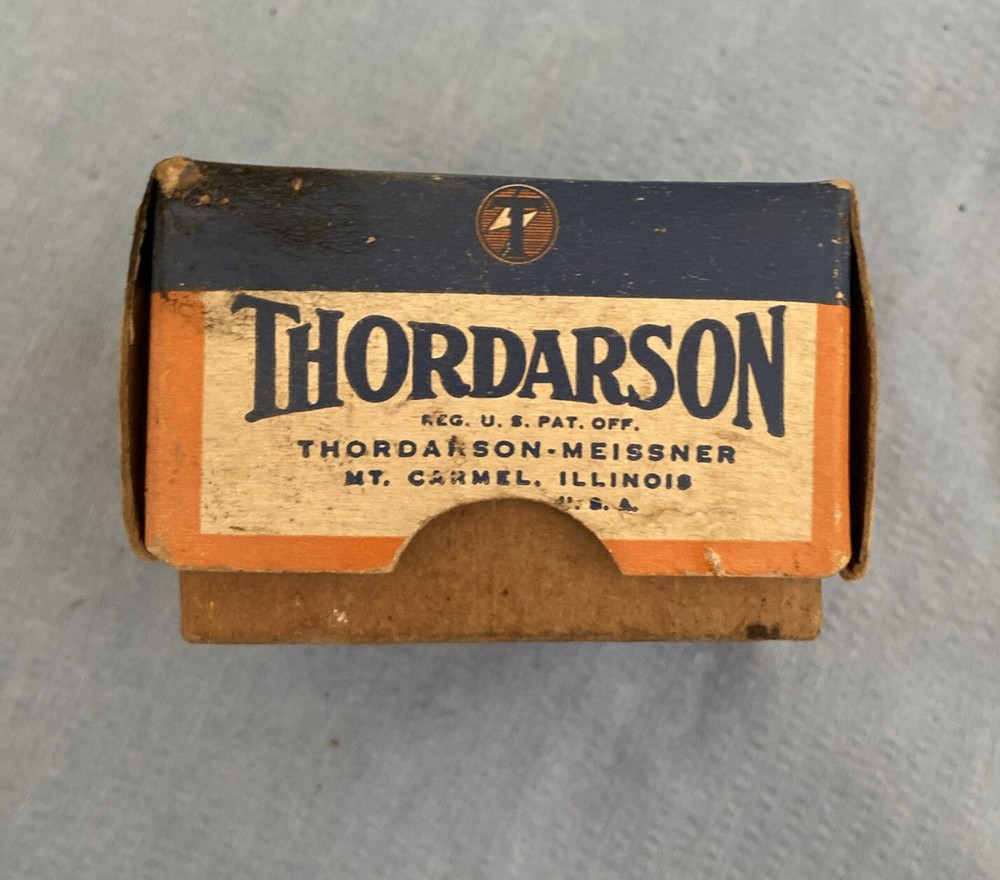 T
THORDARSON
REG. U. S. PAT. OFF.
THORDARSON-MEISSNER
MT. CARMEL, ILLINOIS
U. S. A.